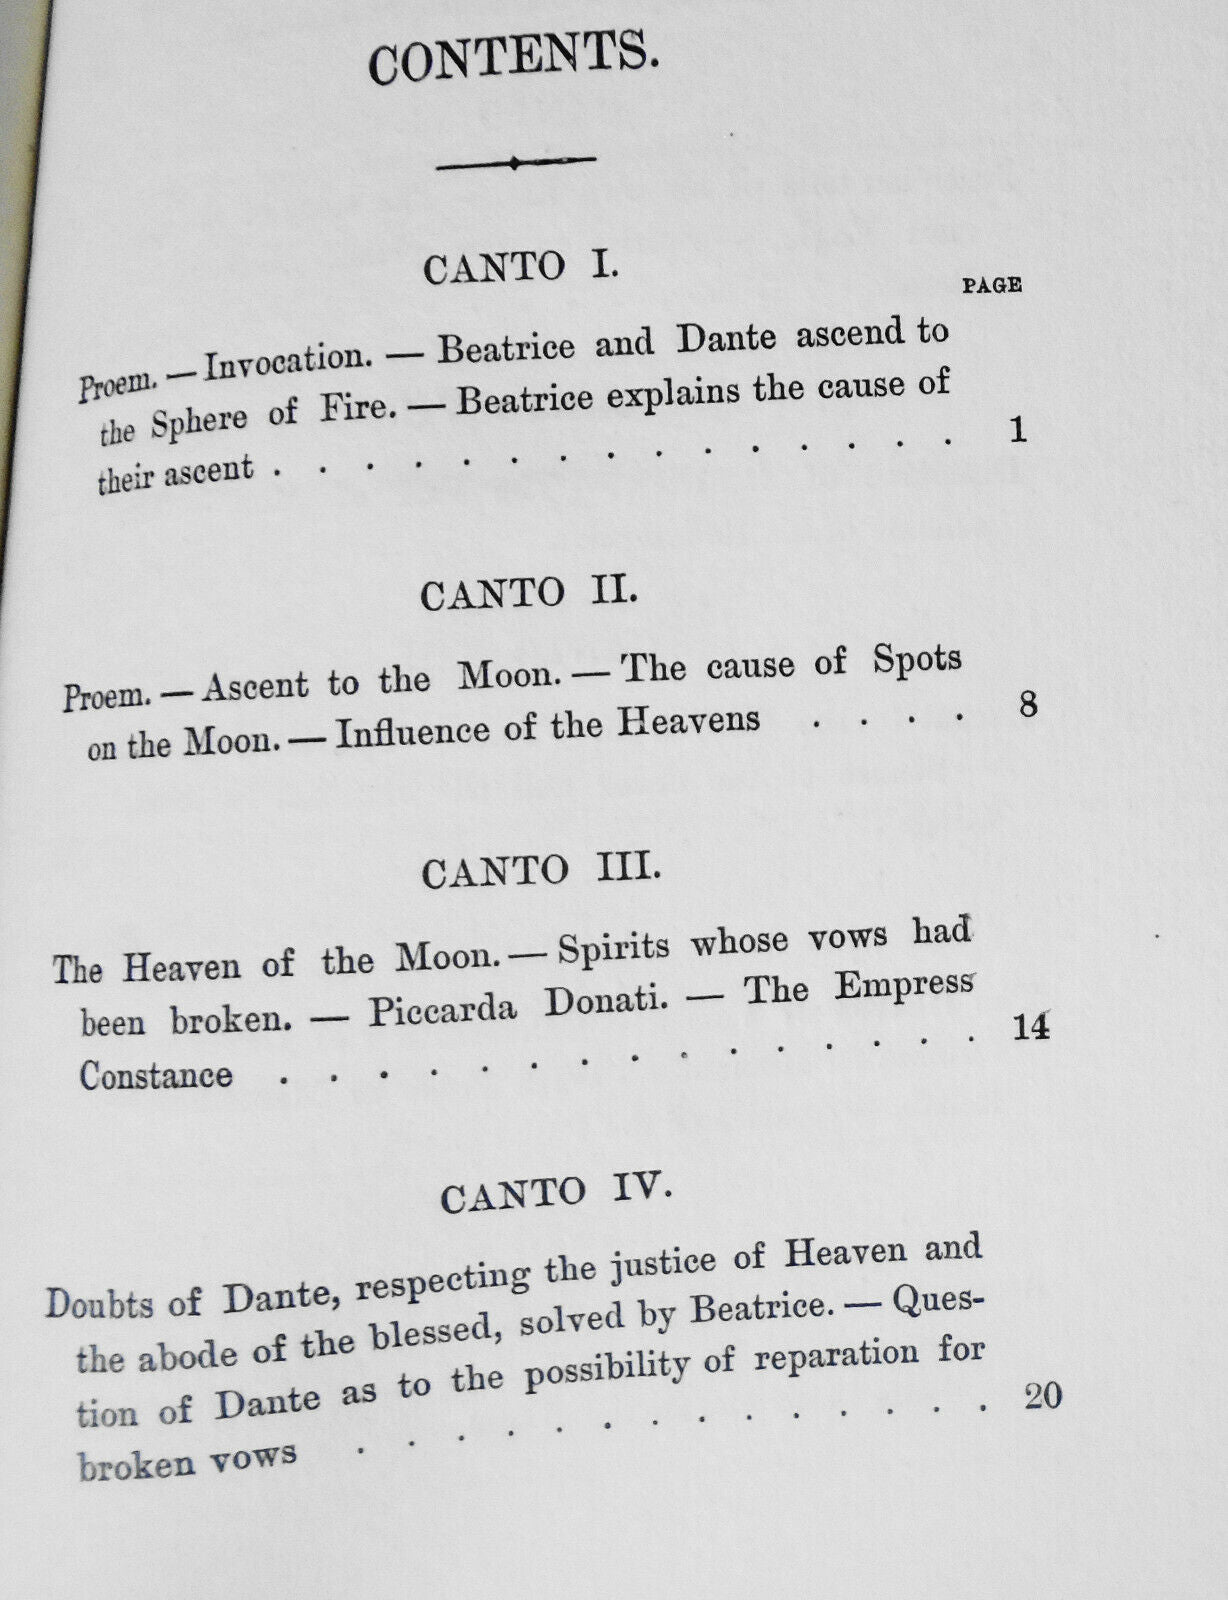 CONTENTS.
CANTO I.
PAGE
Proem. — Invocation. — Beatrice and Dante ascend to
the Sphere of Fire. — Beatrice explains the cause of
their ascent . . . . . . . . . . . . . . . 1
CANTO II.
Proem. — Ascent to the Moon. — The cause of Spots
on the Moon. — Influence of the Heavens . . . . 8
CANTO III.
The Heaven of the Moon. — Spirits whose vows had
been broken. — Piccarda Donati. — The Empress
Constance . . . . . . . . . . . . . . . 14
CANTO IV.
Doubts of Dante, respecting the justice of Heaven and
the abode of the blessed, solved by Beatrice. — Ques-
tion of Dante as to the possibility of reparation for
broken vows . . . . . . . . . . . . . . 20